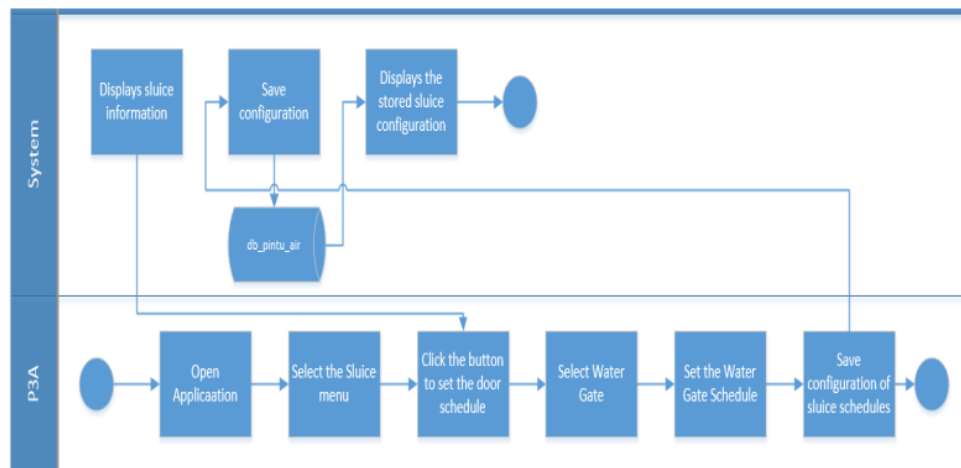 System
Displays sluice
information
Save
configuration
Displays the
stored sluice
configuration
db_pintu_air
P3A
Open
Applicaation
Select the Sluice
menu
Click the button
to set the door
schedule
Select Water
Gate
Set the Water
Gate Schedule
Save
configuration of
sluice schedules